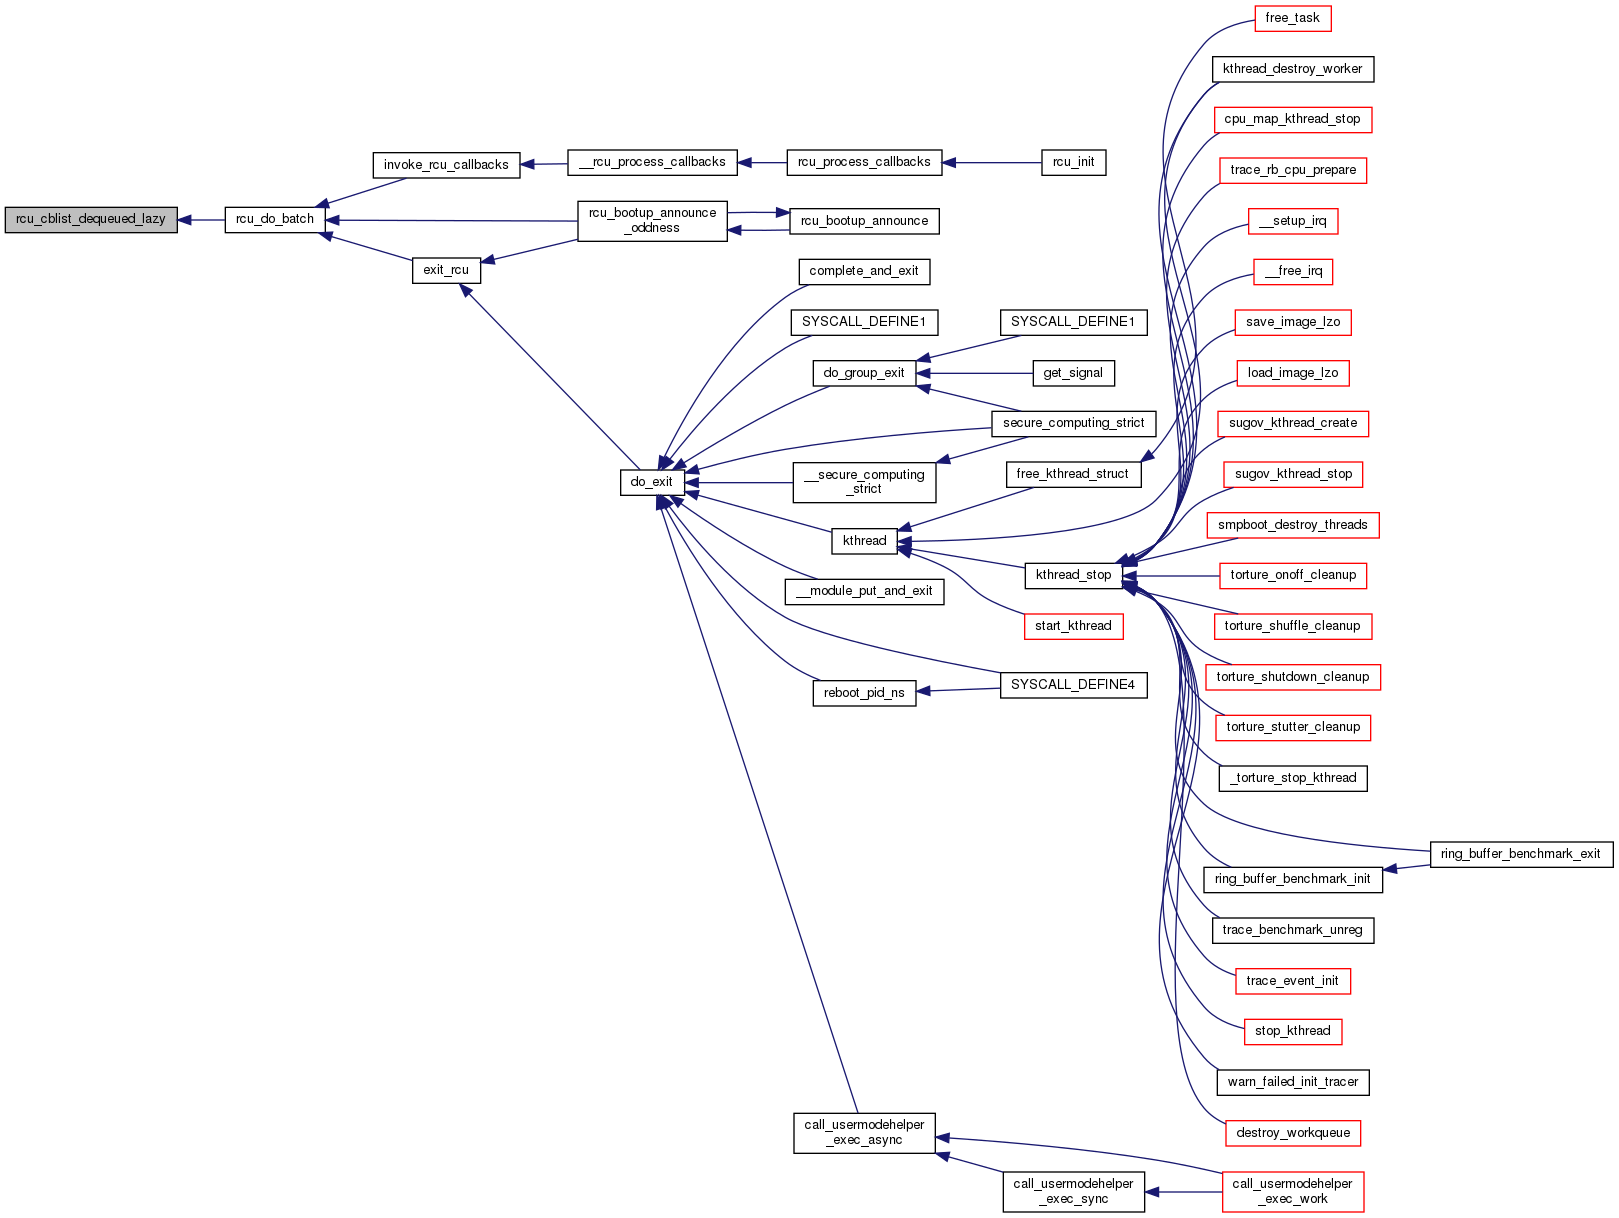 free_task
kthread_destroy_worker
cpu_map_kthread_stop
invoke_rcu_callbacks
__rcu_process_callbacks
rcu_process_callbacks
rcu_init
trace_rb_cpu_prepare
rcu_cblist_dequeued_lazy
rcu_do_batch
rcu_bootup_announce
_oddness
rcu_bootup_announce
__setup_irq
exit_rcu
complete_and_exit
__free_irq
SYSCALL_DEFINE1
SYSCALL_DEFINE1
save_image_lzo
do_group_exit
get_signal
load_image_lzo
secure_computing_strict
sugov_kthread_create
do_exit
__secure_computing
_strict
free_kthread_struct
sugov_kthread_stop
kthread
smpboot_destroy_threads
kthread_stop
torture_onoff_cleanup
__module_put_and_exit
start_kthread
torture_shuffle_cleanup
reboot_pid_ns
SYSCALL_DEFINE4
torture_shutdown_cleanup
torture_stutter_cleanup
_torture_stop_kthread
ring_buffer_benchmark_exit
ring_buffer_benchmark_init
trace_benchmark_unreg
trace_event_init
stop_kthread
warn_failed_init_tracer
call_usermodehelper
_exec_async
destroy_workqueue
call_usermodehelper
_exec_sync
call_usermodehelper
_exec_work